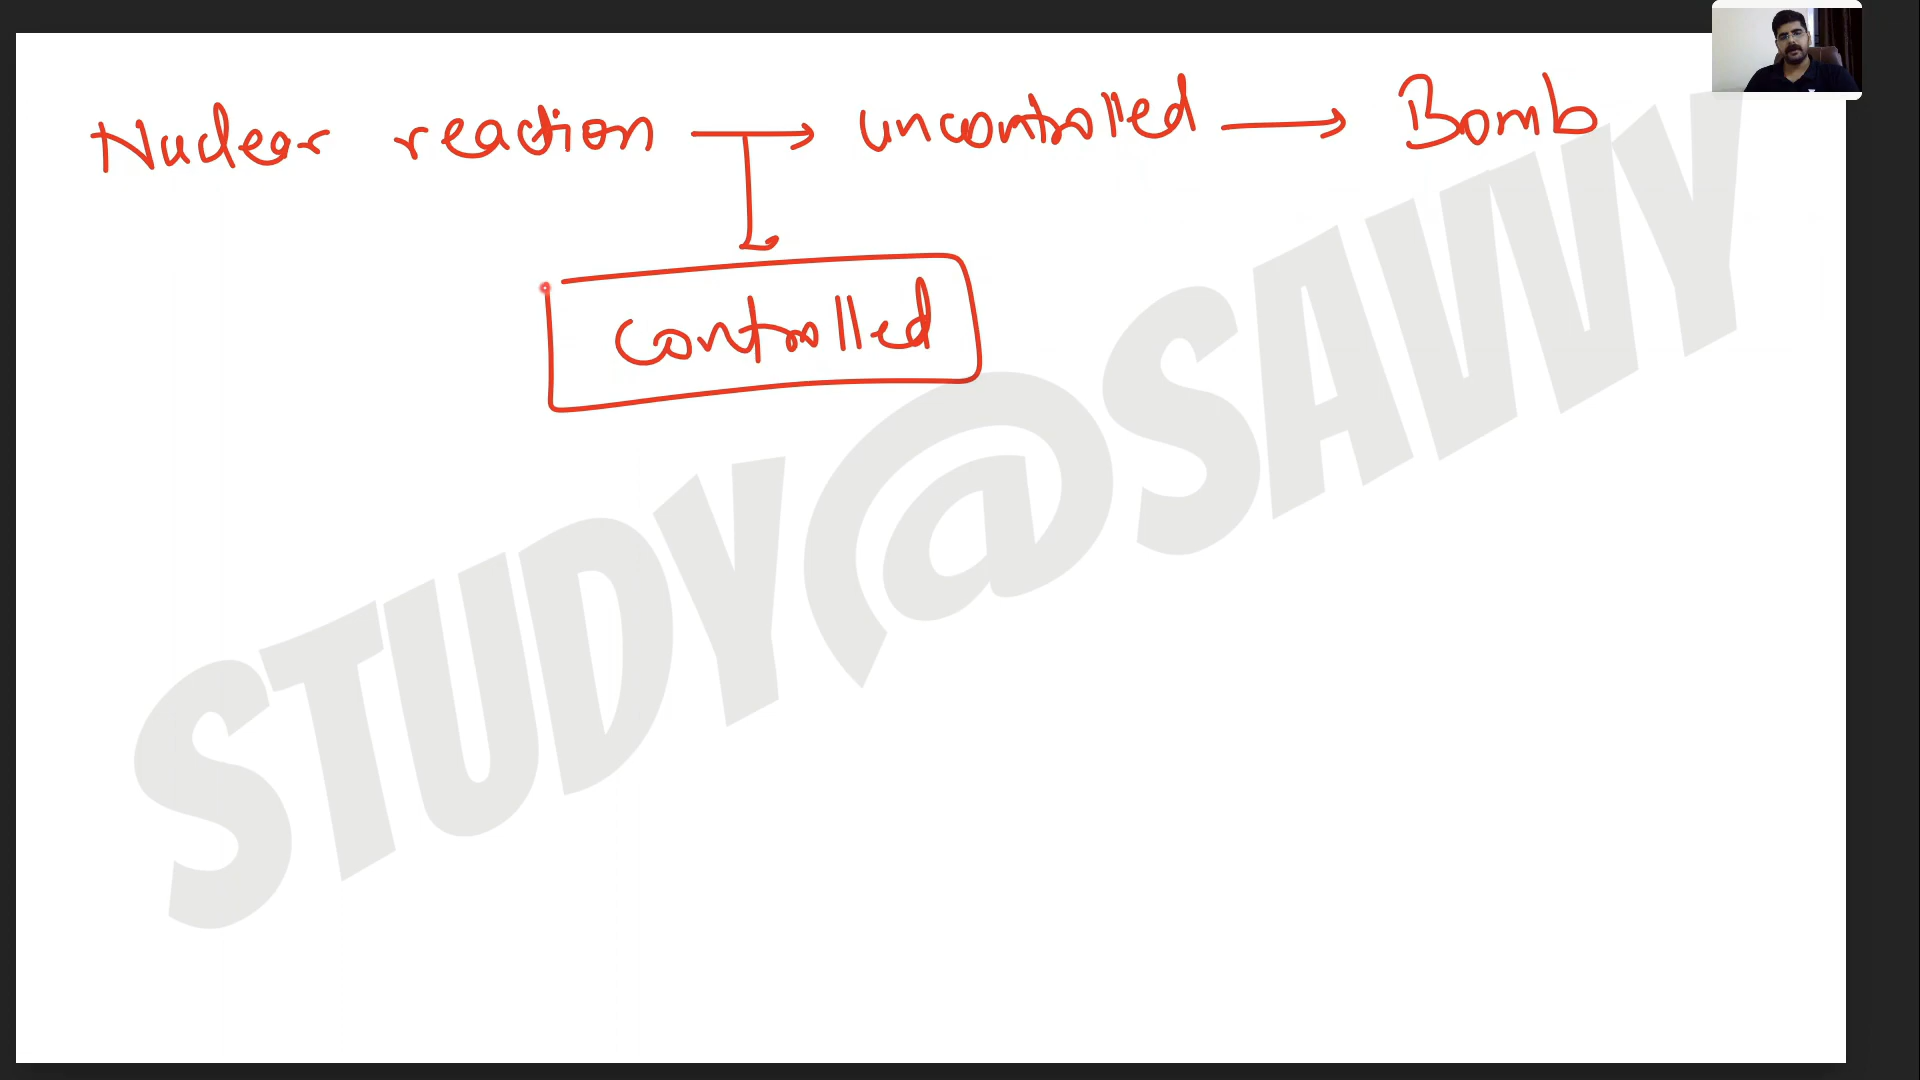 Nuclear reaction → uncontrolled → Bomb
controlled
STUDY@SAVVY